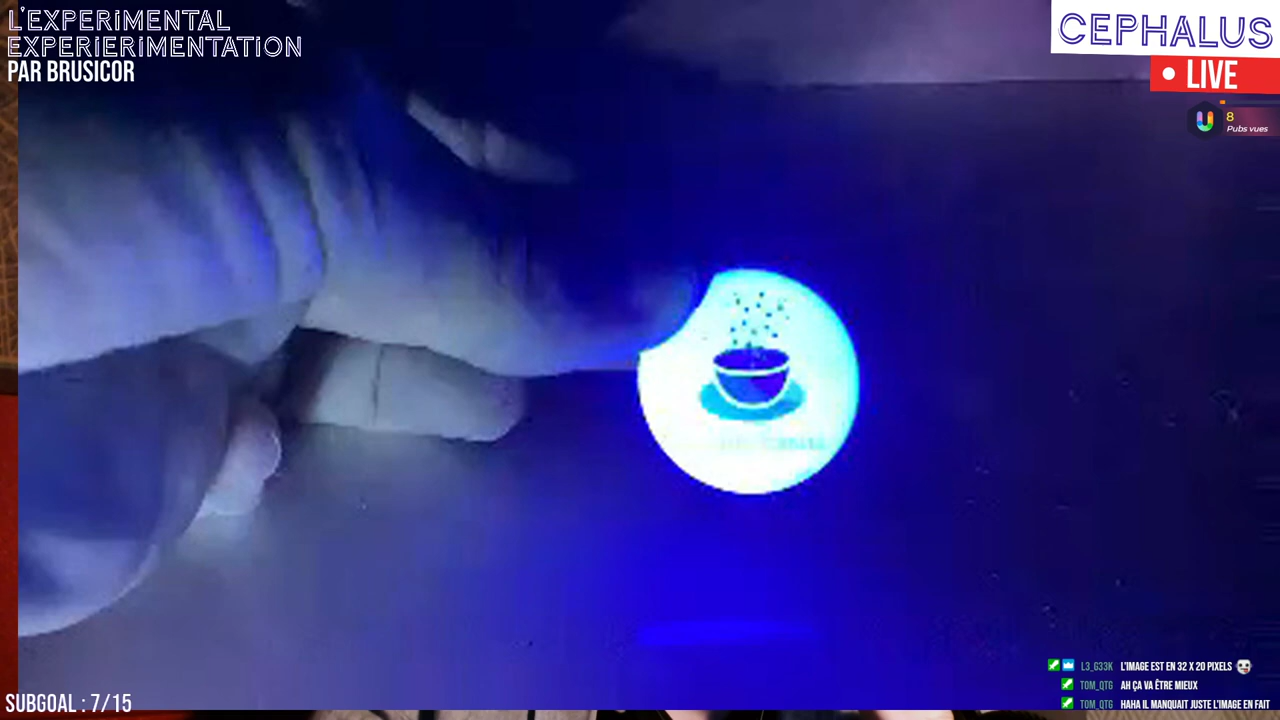 L'EXPERIMENTAL
EXPERIERIMENTATION
PAR BRUSICOR
CEPHALUS
LIVE
8
Pubs vues
L3_G33K L'IMAGE EST EN 32 X 20 PIXELS
TOM_QTG AH ÇA VA ÊTRE MIEUX
TOM_QTG HAHA IL MANQUAIT JUSTE L'IMAGE EN FAIT
SUBGOAL : 7/15